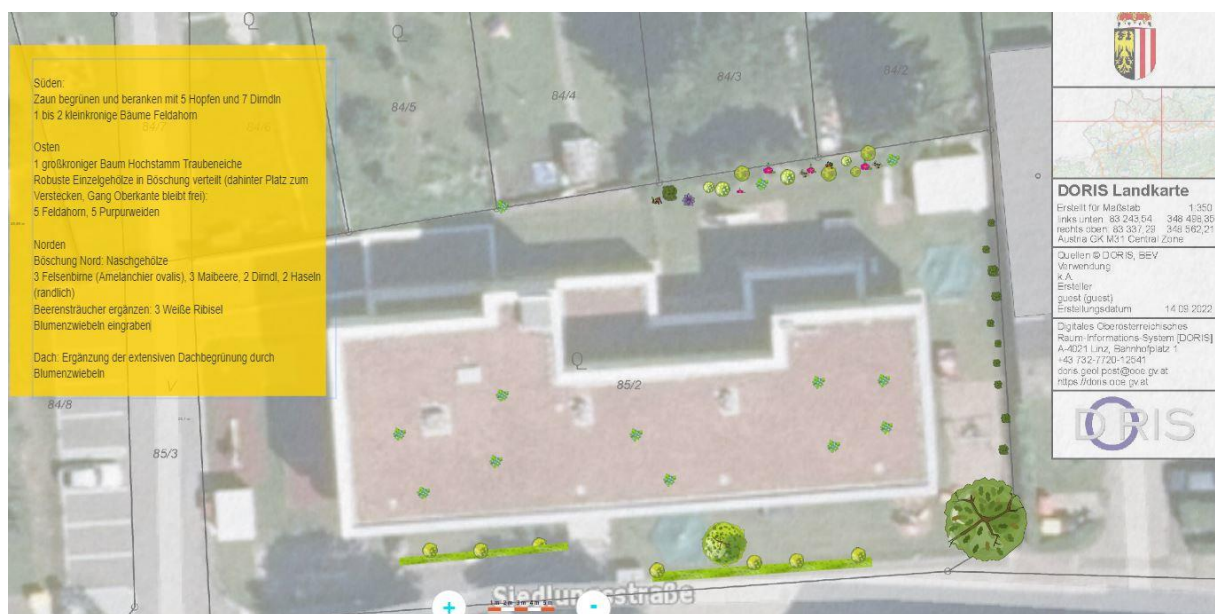 Süden:
Zaun begrünen und beranken mit 5 Hopfen und 7 Dirndln
1 bis 2 kleinkronige Bäume Feldahorn
Osten
1 großkroniger Baum Hochstamm Traubeneiche
Robuste Einzelgehölze in Böschung verteilt (dahinter Platz zum
Verstecken, Gang Oberkante bleibt frei):
5 Feldahorn, 5 Purpurweiden
Norden
Böschung Nord: Naschgehölze
3 Felsenbirne (Amelanchier ovalis), 3 Maibeere, 2 Dirndl, 2 Haseln
(randlich)
Beerensträucher ergänzen: 3 Weiße Ribisel
Blumenzwiebeln eingraben
Dach: Ergänzung der extensiven Dachbegrünung durch
Blumenzwiebeln
84/7
84/6
84/5
84/4
84/3
84/2
85/2
84/8
85/3
Siedlungsstraße
1m 2m 3m 4m 5m
+
-
DORIS Landkarte
Erstellt für Maßstab 1:350
links unten: 83 243,54 348 498,35
rechts oben: 83 337,29 348 562,21
Austria GK M31 Central Zone
Quellen © DORIS, BEV
Verwendung
k.A.
Ersteller
guest (guest)
Erstellungsdatum 14.09.2022
Digitales Oberösterreichisches
Raum-Informations-System [DORIS]
A-4021 Linz, Bahnhofplatz 1
+43 732-7720-12541
doris.geol.post@ooe.gv.at
https://doris.ooe.gv.at
DORIS